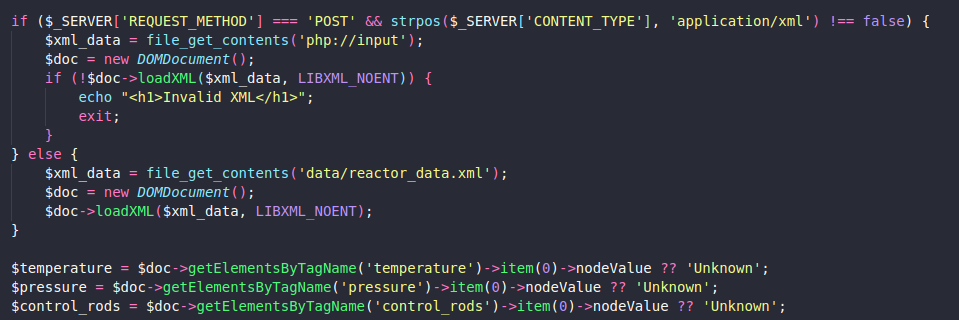 if ($_SERVER['REQUEST_METHOD'] === 'POST' && strpos($_SERVER['CONTENT_TYPE'], 'application/xml') !== false) {
    $xml_data = file_get_contents('php://input');
    $doc = new DOMDocument();
    if (!$doc->loadXML($xml_data, LIBXML_NOENT)) {
        echo "<h1>Invalid XML</h1>";
        exit;
    }
} else {
    $xml_data = file_get_contents('data/reactor_data.xml');
    $doc = new DOMDocument();
    $doc->loadXML($xml_data, LIBXML_NOENT);
}

$temperature = $doc->getElementsByTagName('temperature')->item(0)->nodeValue ?? 'Unknown';
$pressure = $doc->getElementsByTagName('pressure')->item(0)->nodeValue ?? 'Unknown';
$control_rods = $doc->getElementsByTagName('control_rods')->item(0)->nodeValue ?? 'Unknown';